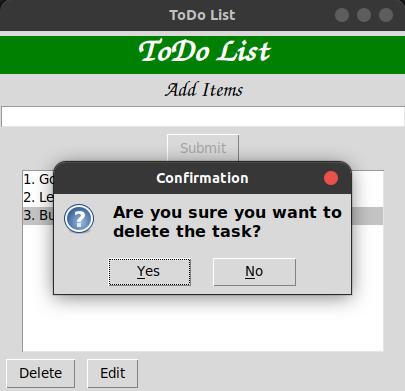 ToDo List
ToDo List
Add Items
Submit
1. Go
2. Le
3. Bu
Confirmation
Are you sure you want to
delete the task?
Yes No
Delete Edit